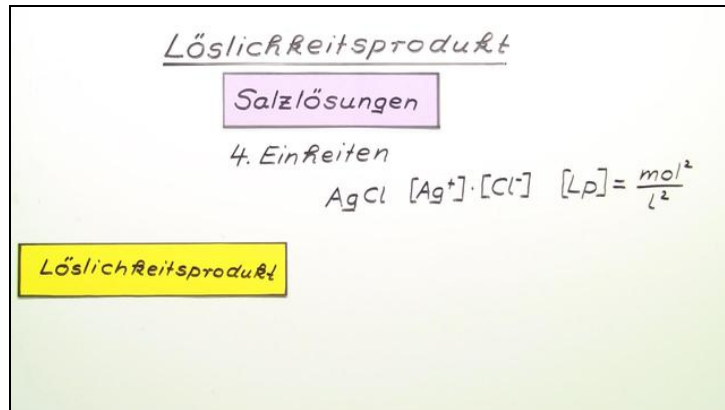 Löslichkeitsprodukt
Salzlösungen
4. Einheiten
AgCl [Ag⁺]·[Cl⁻] [Lp] = mol²/l²
Löslichkeitsprodukt